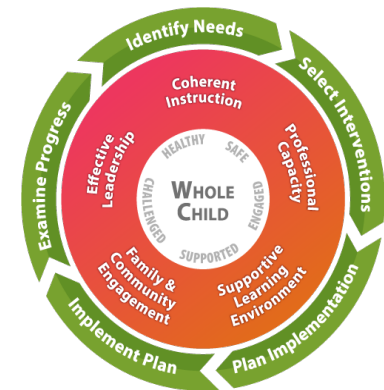 Identify Needs
Select Interventions
Plan Implementation
Implement Plan
Examine Progress
Coherent
Instruction
Professional
Capacity
Supportive
Learning
Environment
Family &
Community
Engagement
Effective
Leadership
HEALTHY
SAFE
ENGAGED
SUPPORTED
CHALLENGED
WHOLE
CHILD